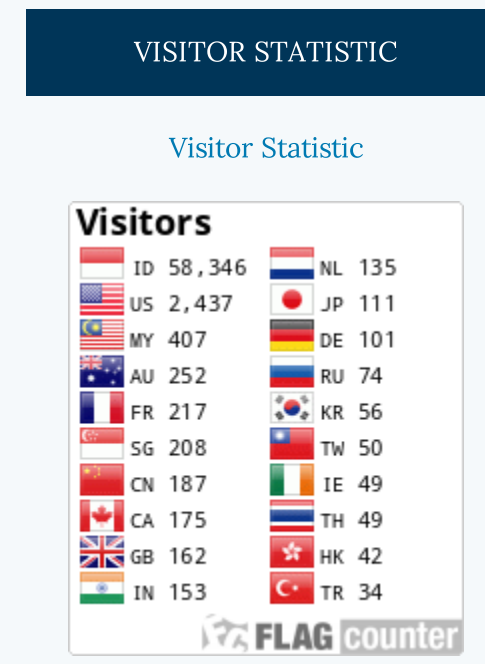 VISITOR STATISTIC
Visitor Statistic
Visitors
ID 58,346
US 2,437
MY 407
AU 252
FR 217
SG 208
CN 187
CA 175
GB 162
IN 153
NL 135
JP 111
DE 101
RU 74
KR 56
TW 50
IE 49
TH 49
HK 42
TR 34
FLAG counter